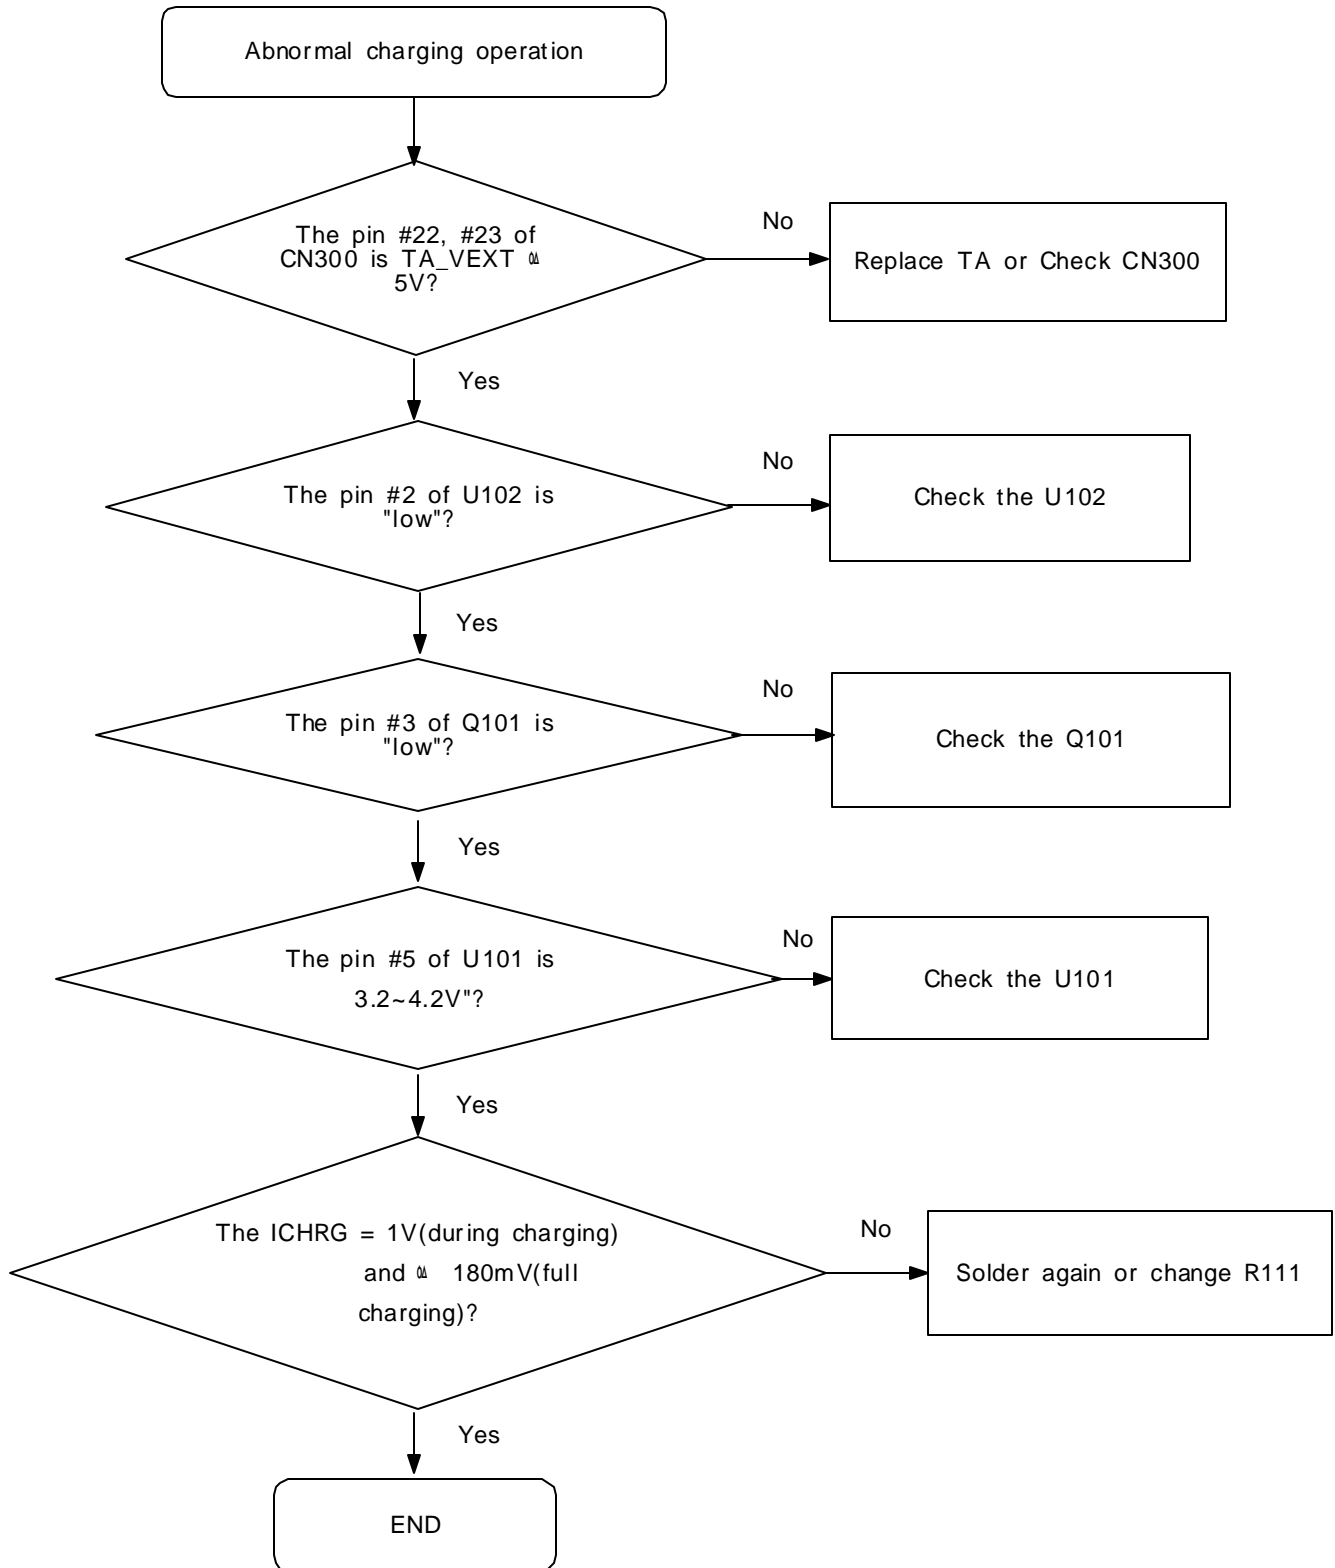 Abnormal charging operation
The pin #22, #23 of
CN300 is TA_VEXT
5V?
No
Replace TA or Check CN300
Yes
The pin #2 of U102 is
"low"?
No
Check the U102
Yes
The pin #3 of Q101 is
"low"?
No
Check the Q101
Yes
The pin #5 of U101 is
3.2~4.2V"?
No
Check the U101
Yes
The ICHRG = 1V(during charging)
and 180mV(full
charging)?
No
Solder again or change R111
Yes
END